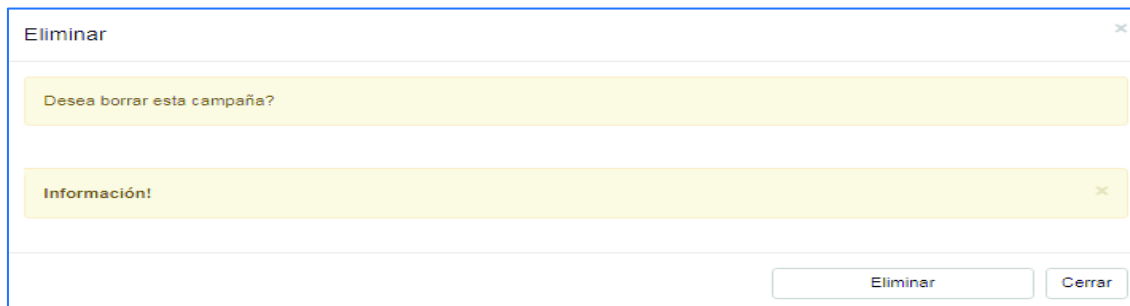 Eliminar
×
Desea borrar esta campaña?
Información!
×
Eliminar
Cerrar